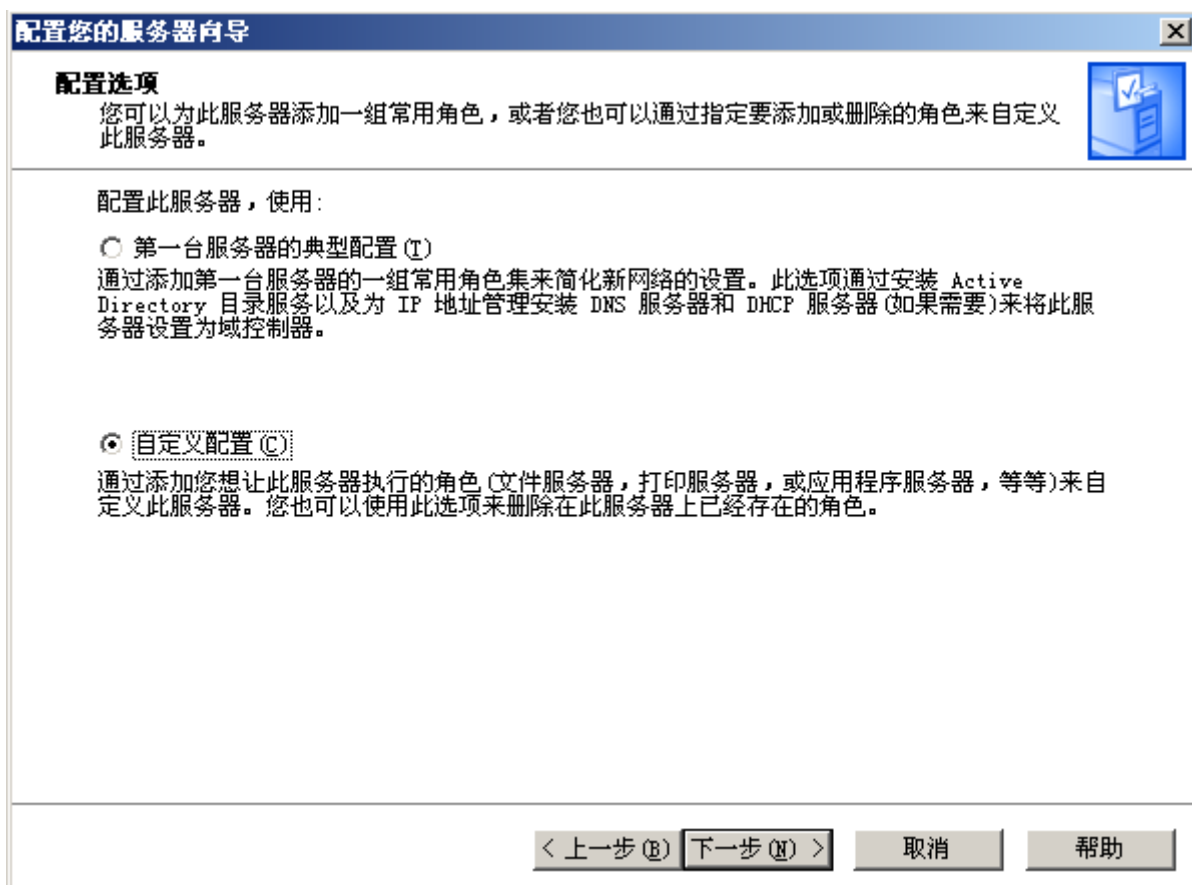 配置您的服务器向导
配置选项
您可以为此服务器添加一组常用角色，或者您也可以通过指定要添加或删除的角色来自定义
此服务器。
配置此服务器，使用:
第一台服务器的典型配置(T)
通过添加第一台服务器的一组常用角色集来简化新网络的设置。此选项通过安装 Active
Directory 目录服务以及为 IP 地址管理安装 DNS 服务器和 DHCP 服务器(如果需要)来将此服
务器设置为域控制器。
自定义配置(C)
通过添加您想让此服务器执行的角色(文件服务器，打印服务器，或应用程序服务器，等等)来自
定义此服务器。您也可以使用此选项来删除在此服务器上已经存在的角色。
< 上一步(B) 下一步(N) > 取消 帮助